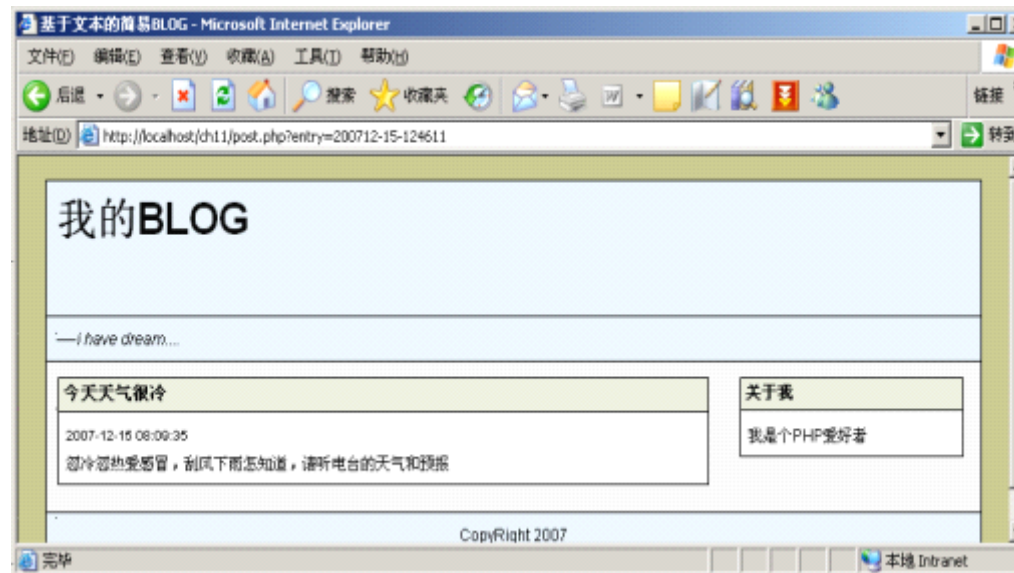 基于文本的简易BLOG - Microsoft Internet Explorer
文件(F) 编辑(E) 查看(V) 收藏(A) 工具(T) 帮助(H)
后退 搜索 收藏夹 链接
地址(D) http://localhost/ch11/post.php?entry=200712-15-124611 转到
我的BLOG
—I have dream....
今天天气很冷
关于我
2007-12-15 08:09:35
我是个PHP爱好者
忽冷忽热爱感冒，刮风下雨怎知道，请听电台的天气和预报
CopyRight 2007
完毕 本地 Intranet